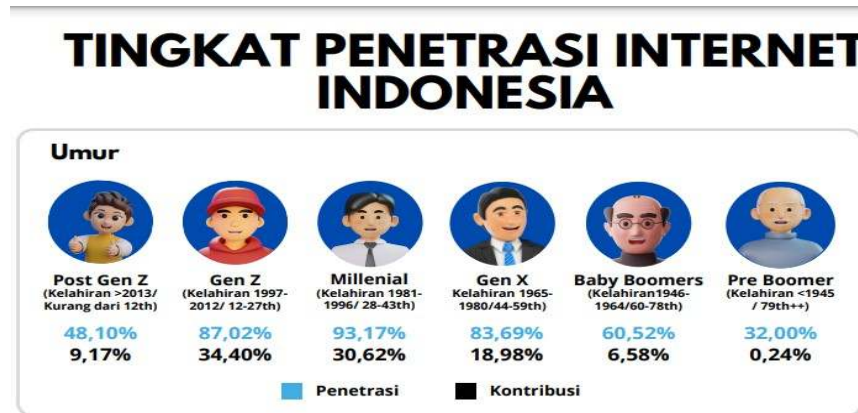 TINGKAT PENETRASI INTERNET
INDONESIA
Umur
Post Gen Z
(Kelahiran >2013/
Kurang dari 12th)
48,10%
9,17%
Gen Z
(Kelahiran 1997-
2012/ 12-27th)
87,02%
34,40%
Millenial
(Kelahiran 1981-
1996/ 28-43th)
93,17%
30,62%
Gen X
Kelahiran 1965-
1980/44-59th)
83,69%
18,98%
Baby Boomers
(Kelahiran1946-
1964/60-78th)
60,52%
6,58%
Pre Boomer
(Kelahiran <1945
/ 79th++)
32,00%
0,24%
Penetrasi
Kontribusi